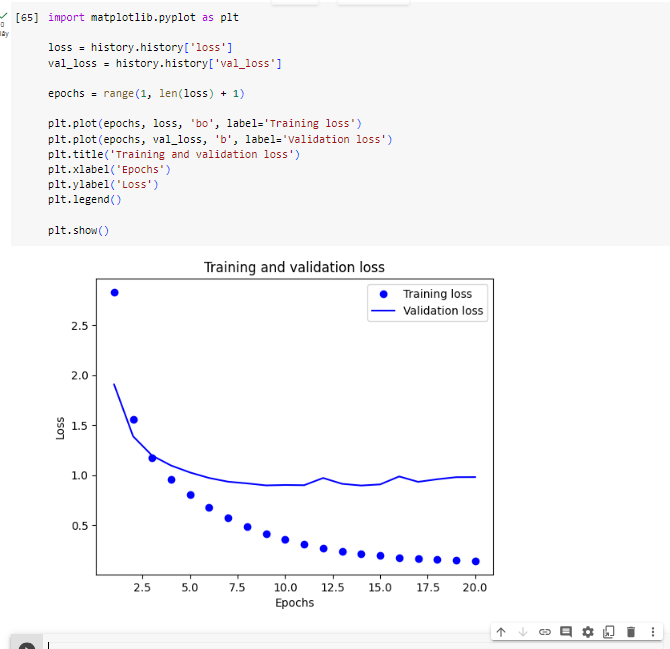 [65] import matplotlib.pyplot as plt
loss = history.history['loss']
val_loss = history.history['val_loss']
epochs = range(1, len(loss) + 1)
plt.plot(epochs, loss, 'bo', label='Training loss')
plt.plot(epochs, val_loss, 'b', label='Validation loss')
plt.title('Training and validation loss')
plt.xlabel('Epochs')
plt.ylabel('Loss')
plt.legend()
plt.show()
Training and validation loss
Training loss
Validation loss
2.5
2.0
1.5
1.0
0.5
Loss
2.5 5.0 7.5 10.0 12.5 15.0 17.5 20.0
Epochs